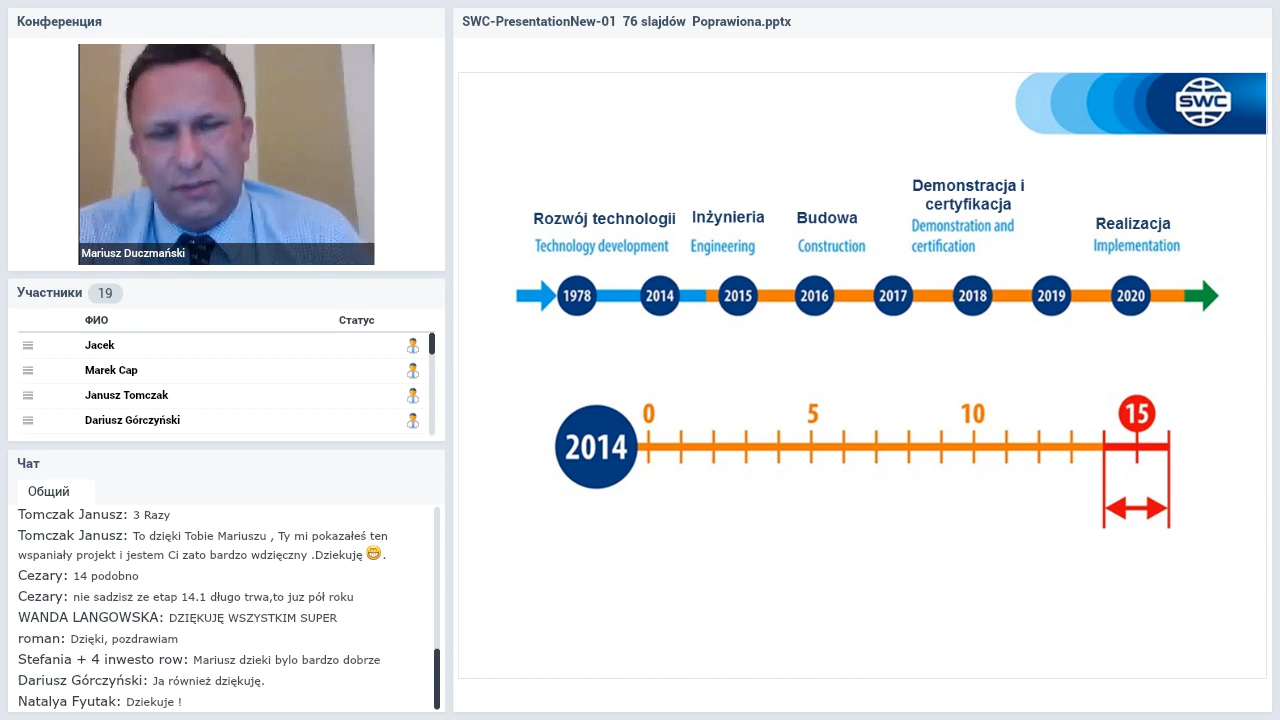 Конференция
Mariusz Duczmański
Участники 19
ФИО Статус
Jacek
Marek Cap
Janusz Tomczak
Dariusz Górczyński
Чат
Общий
Tomczak Janusz: 3 Razy
Tomczak Janusz: To dzięki Tobie Mariuszu , Ty mi pokazałeś ten
wspaniały projekt i jestem Ci zato bardzo wdzięczny .Dziekuję 😁.
Cezary: 14 podobno
Cezary: nie sadzisz ze etap 14.1 długo trwa,to juz pół roku
WANDA LANGOWSKA: DZIĘKUJĘ WSZYSTKIM SUPER
roman: Dzięki, pozdrawiam
Stefania + 4 inwesto row: Mariusz dzieki bylo bardzo dobrze
Dariusz Górczyński: Ja również dziękuję.
Natalya Fyutak: Dziekuje !
SWC-PresentationNew-01 76 slajdów Poprawiona.pptx
SWC
Rozwój technologii
Technology development
Inżynieria
Engineering
Budowa
Construction
Demonstracja i
certyfikacja
Demonstration and
certification
Realizacja
Implementation
1978 2014 2015 2016 2017 2018 2019 2020
0 5 10 15
2014